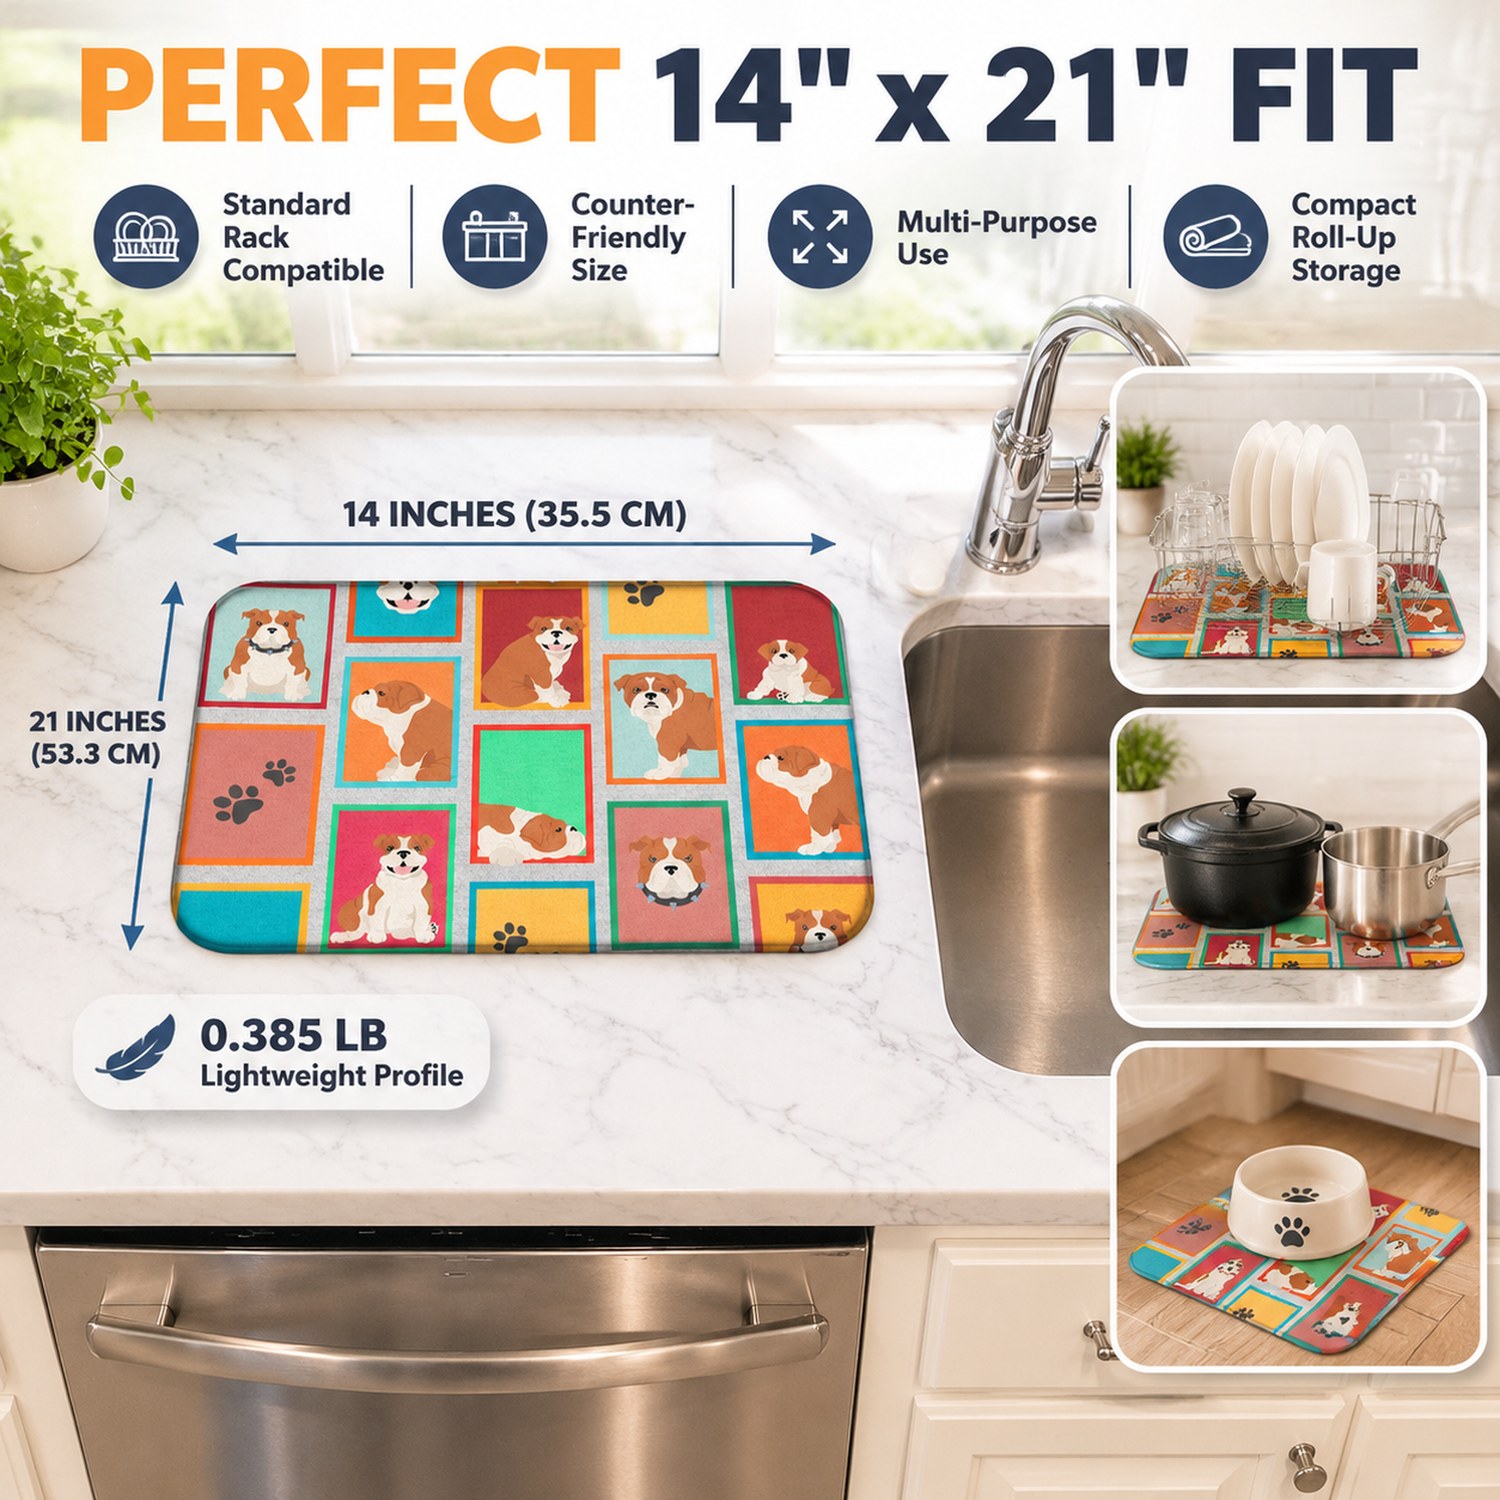 PERFECT 14" x 21" FIT
Standard
Rack
Compatible
Counter-
Friendly
Size
Multi-Purpose
Use
Compact
Roll-Up
Storage
14 INCHES (35.5 CM)
21 INCHES
(53.3 CM)
0.385 LB
Lightweight Profile